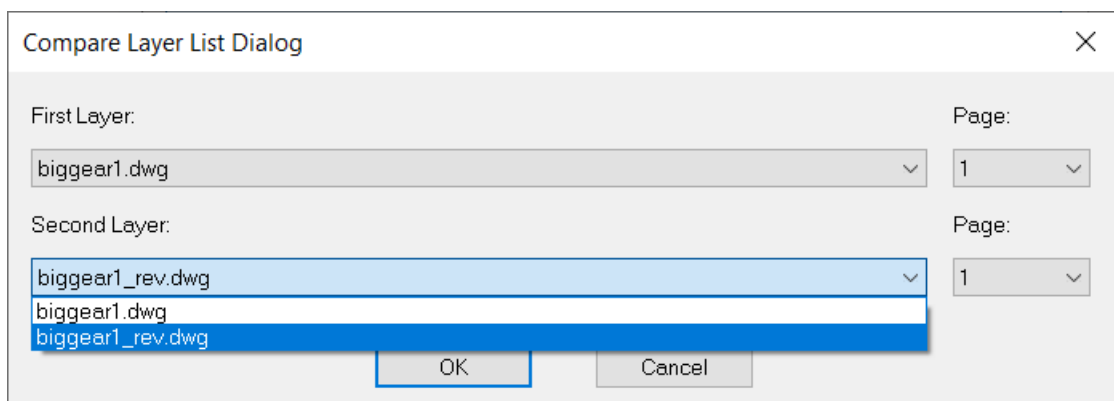 Compare Layer List Dialog
First Layer: Page:
biggear1.dwg 1
Second Layer: Page:
biggear1_rev.dwg 1
biggear1.dwg
biggear1_rev.dwg
OK Cancel